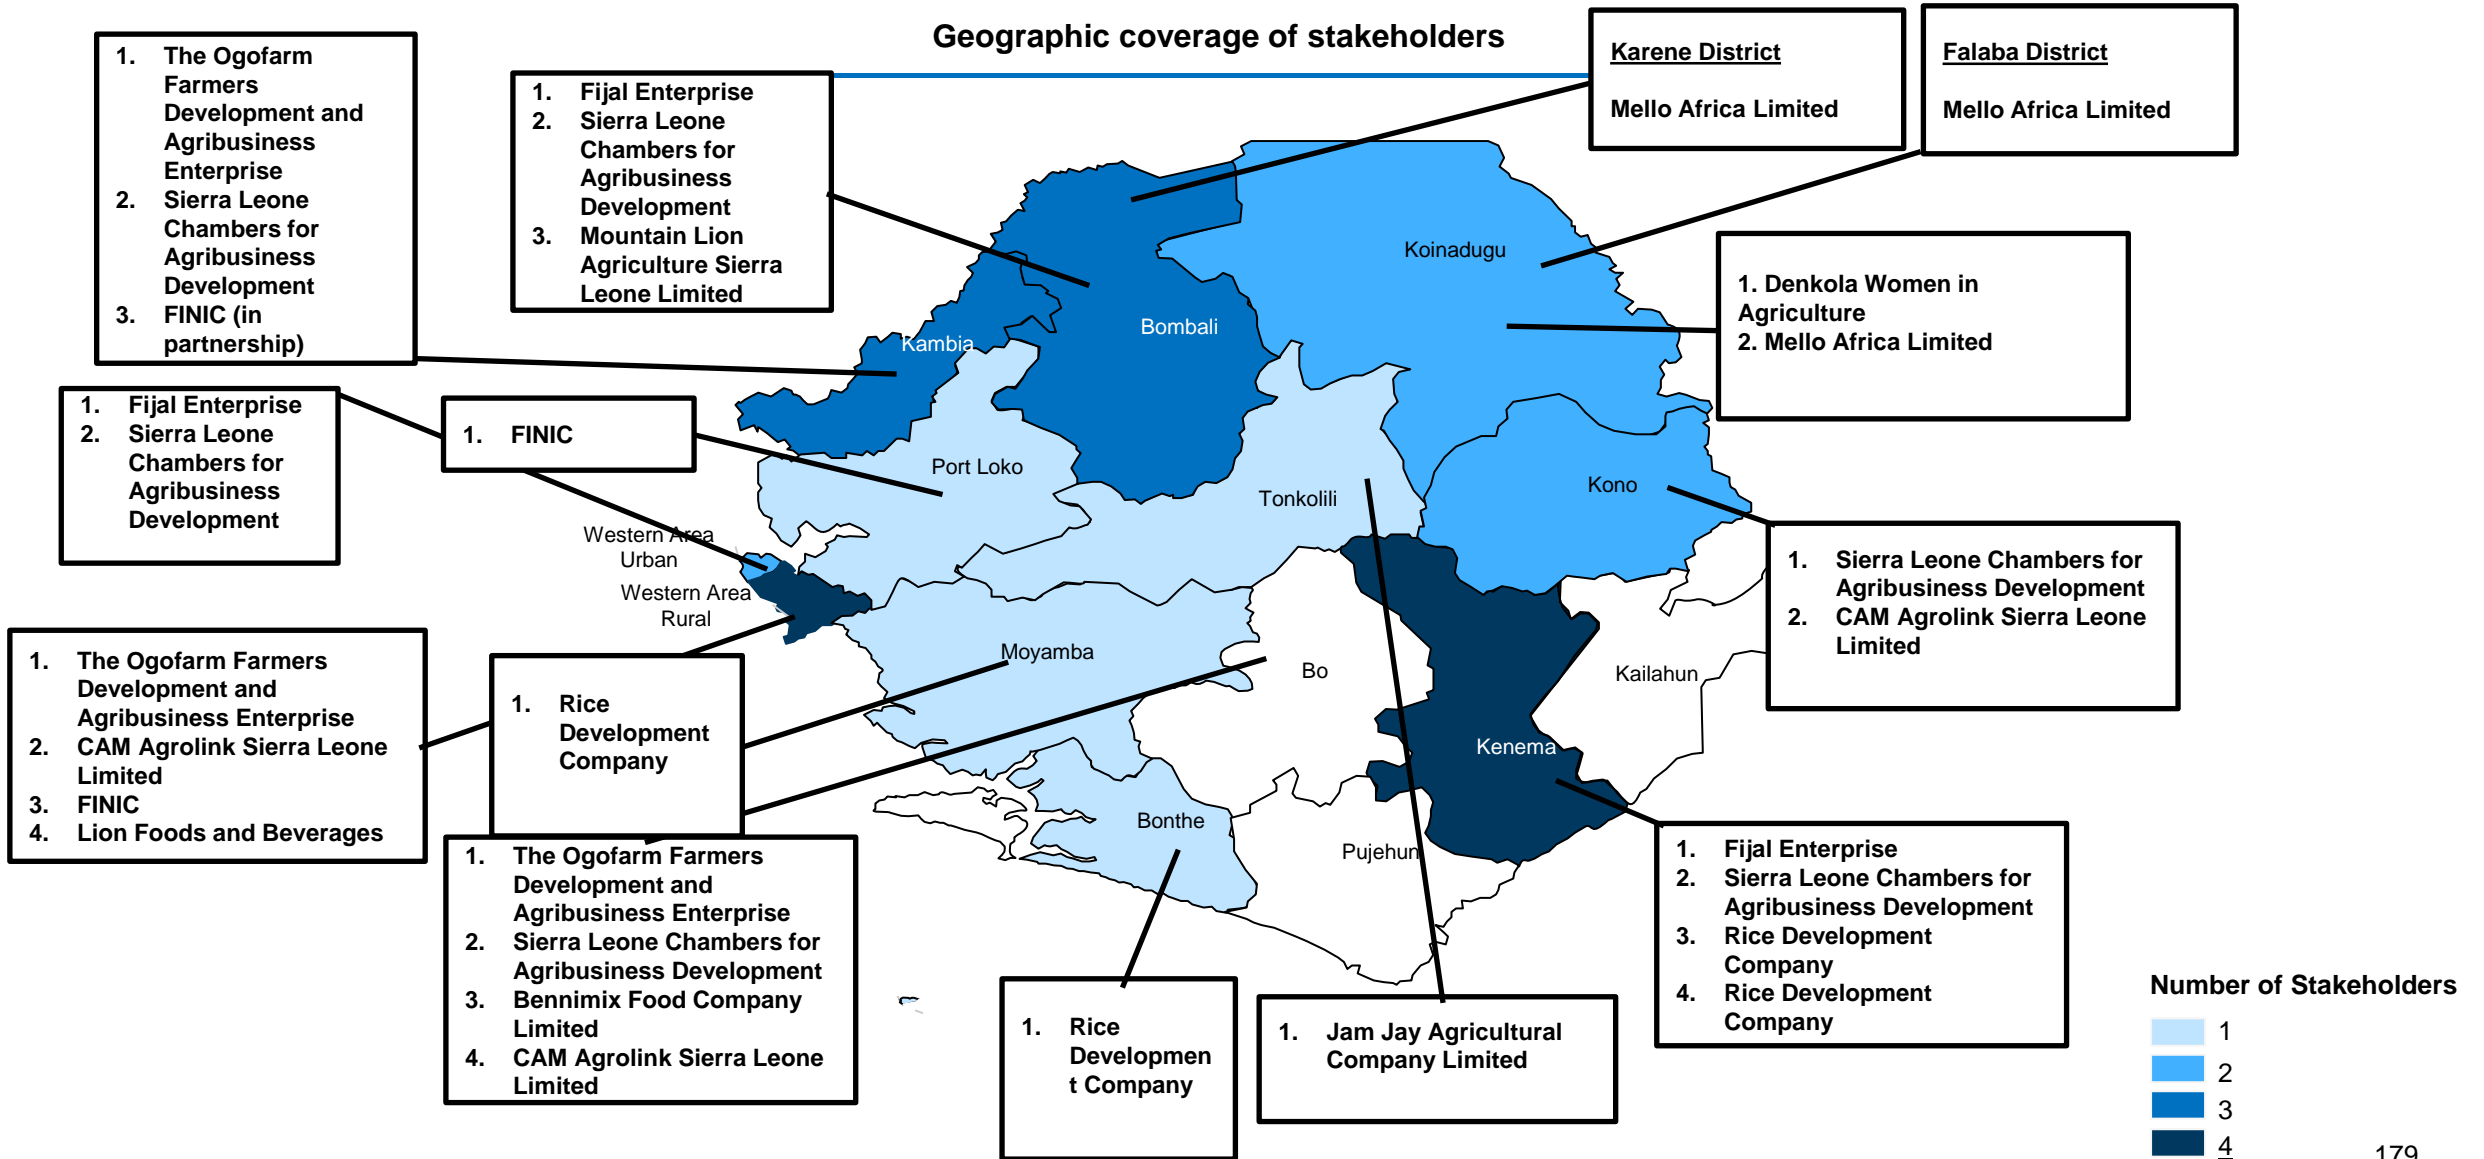 Geographic coverage of stakeholders
1. The Ogofarm
Farmers
Development and
Agribusiness
Enterprise
2. Sierra Leone
Chambers for
Agribusiness
Development
3. FINIC (in
partnership)
1. Fijal Enterprise
2. Sierra Leone
Chambers for
Agribusiness
Development
3. Mountain Lion
Agriculture Sierra
Leone Limited
Karene District
Mello Africa Limited
Falaba District
Mello Africa Limited
1. Denkola Women in
Agriculture
2. Mello Africa Limited
1. Fijal Enterprise
2. Sierra Leone
Chambers for
Agribusiness
Development
1. FINIC
Koinadugu
Bombali
Kambia
Port Loko
Tonkolili
Kono
Western Area
Urban
Western Area
Rural
Moyamba
Bo
Kailahun
Kenema
Bonthe
Pujehun
1. Sierra Leone Chambers for
Agribusiness Development
2. CAM Agrolink Sierra Leone
Limited
1. The Ogofarm Farmers
Development and
Agribusiness Enterprise
2. CAM Agrolink Sierra Leone
Limited
3. FINIC
4. Lion Foods and Beverages
1. Rice
Development
Company
1. The Ogofarm Farmers
Development and
Agribusiness Enterprise
2. Sierra Leone Chambers for
Agribusiness Development
3. Bennimix Food Company
Limited
4. CAM Agrolink Sierra Leone
Limited
1. Rice
Developmen
t Company
1. Jam Jay Agricultural
Company Limited
1. Fijal Enterprise
2. Sierra Leone Chambers for
Agribusiness Development
3. Rice Development
Company
4. Rice Development
Company
Number of Stakeholders
1
2
3
4
179